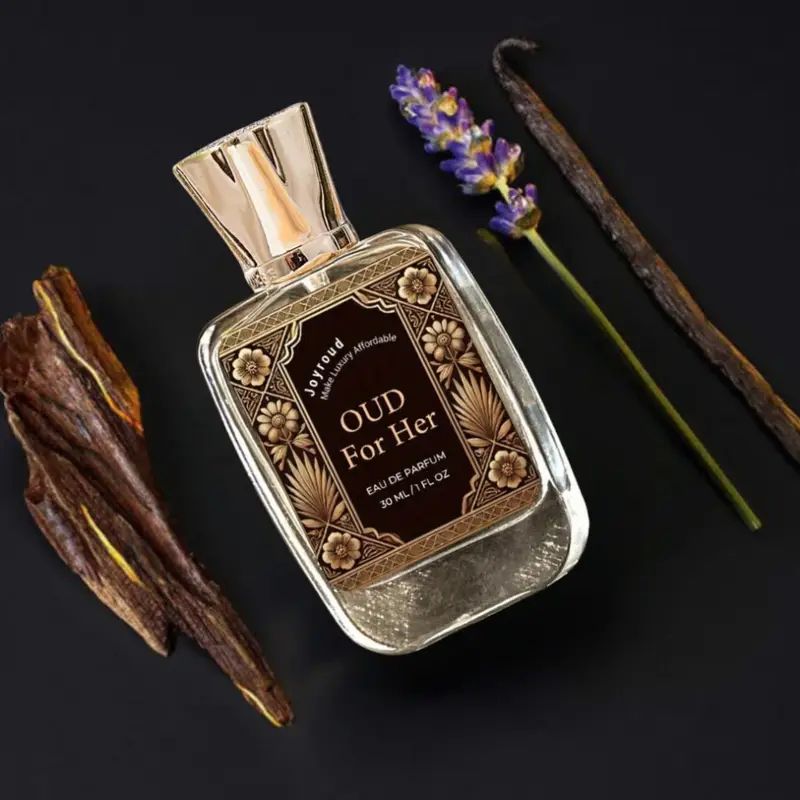 Joyroud
Make Luxury Affordable
OUD
For Her
EAU DE PARFUM
30 ML / 1 FL OZ